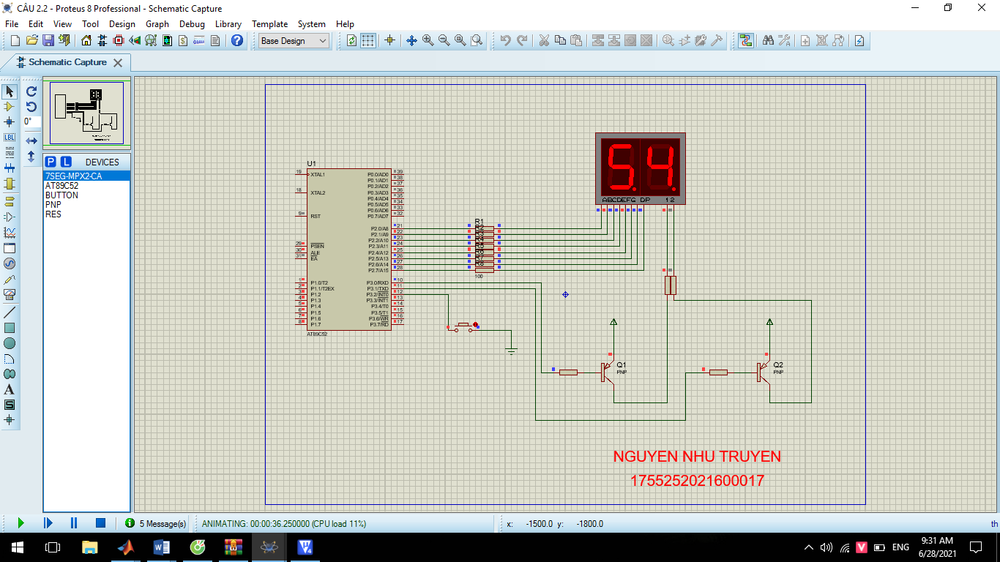 CÂU 2.2 - Proteus 8 Professional - Schematic Capture
File Edit View Tool Design Graph Debug Library Template System Help
Base Design
Schematic Capture
0°
P L DEVICES
7SEG-MPX2-CA
AT89C52
BUTTON
PNP
RES
LBL
A
S
U1
19 XTAL1
18 XTAL2
9 RST
29 PSEN
30 ALE
31 EA
1 P1.0/T2
2 P1.1/T2EX
3 P1.2
4 P1.3
5 P1.4
6 P1.5
7 P1.6
8 P1.7
P0.0/AD0 39
P0.1/AD1 38
P0.2/AD2 37
P0.3/AD3 36
P0.4/AD4 35
P0.5/AD5 34
P0.6/AD6 33
P0.7/AD7 32
P2.0/A8 21
P2.1/A9 22
P2.2/A10 23
P2.3/A11 24
P2.4/A12 25
P2.5/A13 26
P2.6/A14 27
P2.7/A15 28
P3.0/RXD 10
P3.1/TXD 11
P3.2/INT0 12
P3.3/INT1 13
P3.4/T0 14
P3.5/T1 15
P3.6/WR 16
P3.7/RD 17
AT89C52
R1
100
54
ABCDEFG DP 12
Q1
PNP
Q2
PNP
NGUYEN NHU TRUYEN
1755252021600017
5 Message(s) ANIMATING: 00:00:36.250000 (CPU load 11%) x: -1500.0 y: -1800.0 th
ENG
9:31 AM
6/28/2021